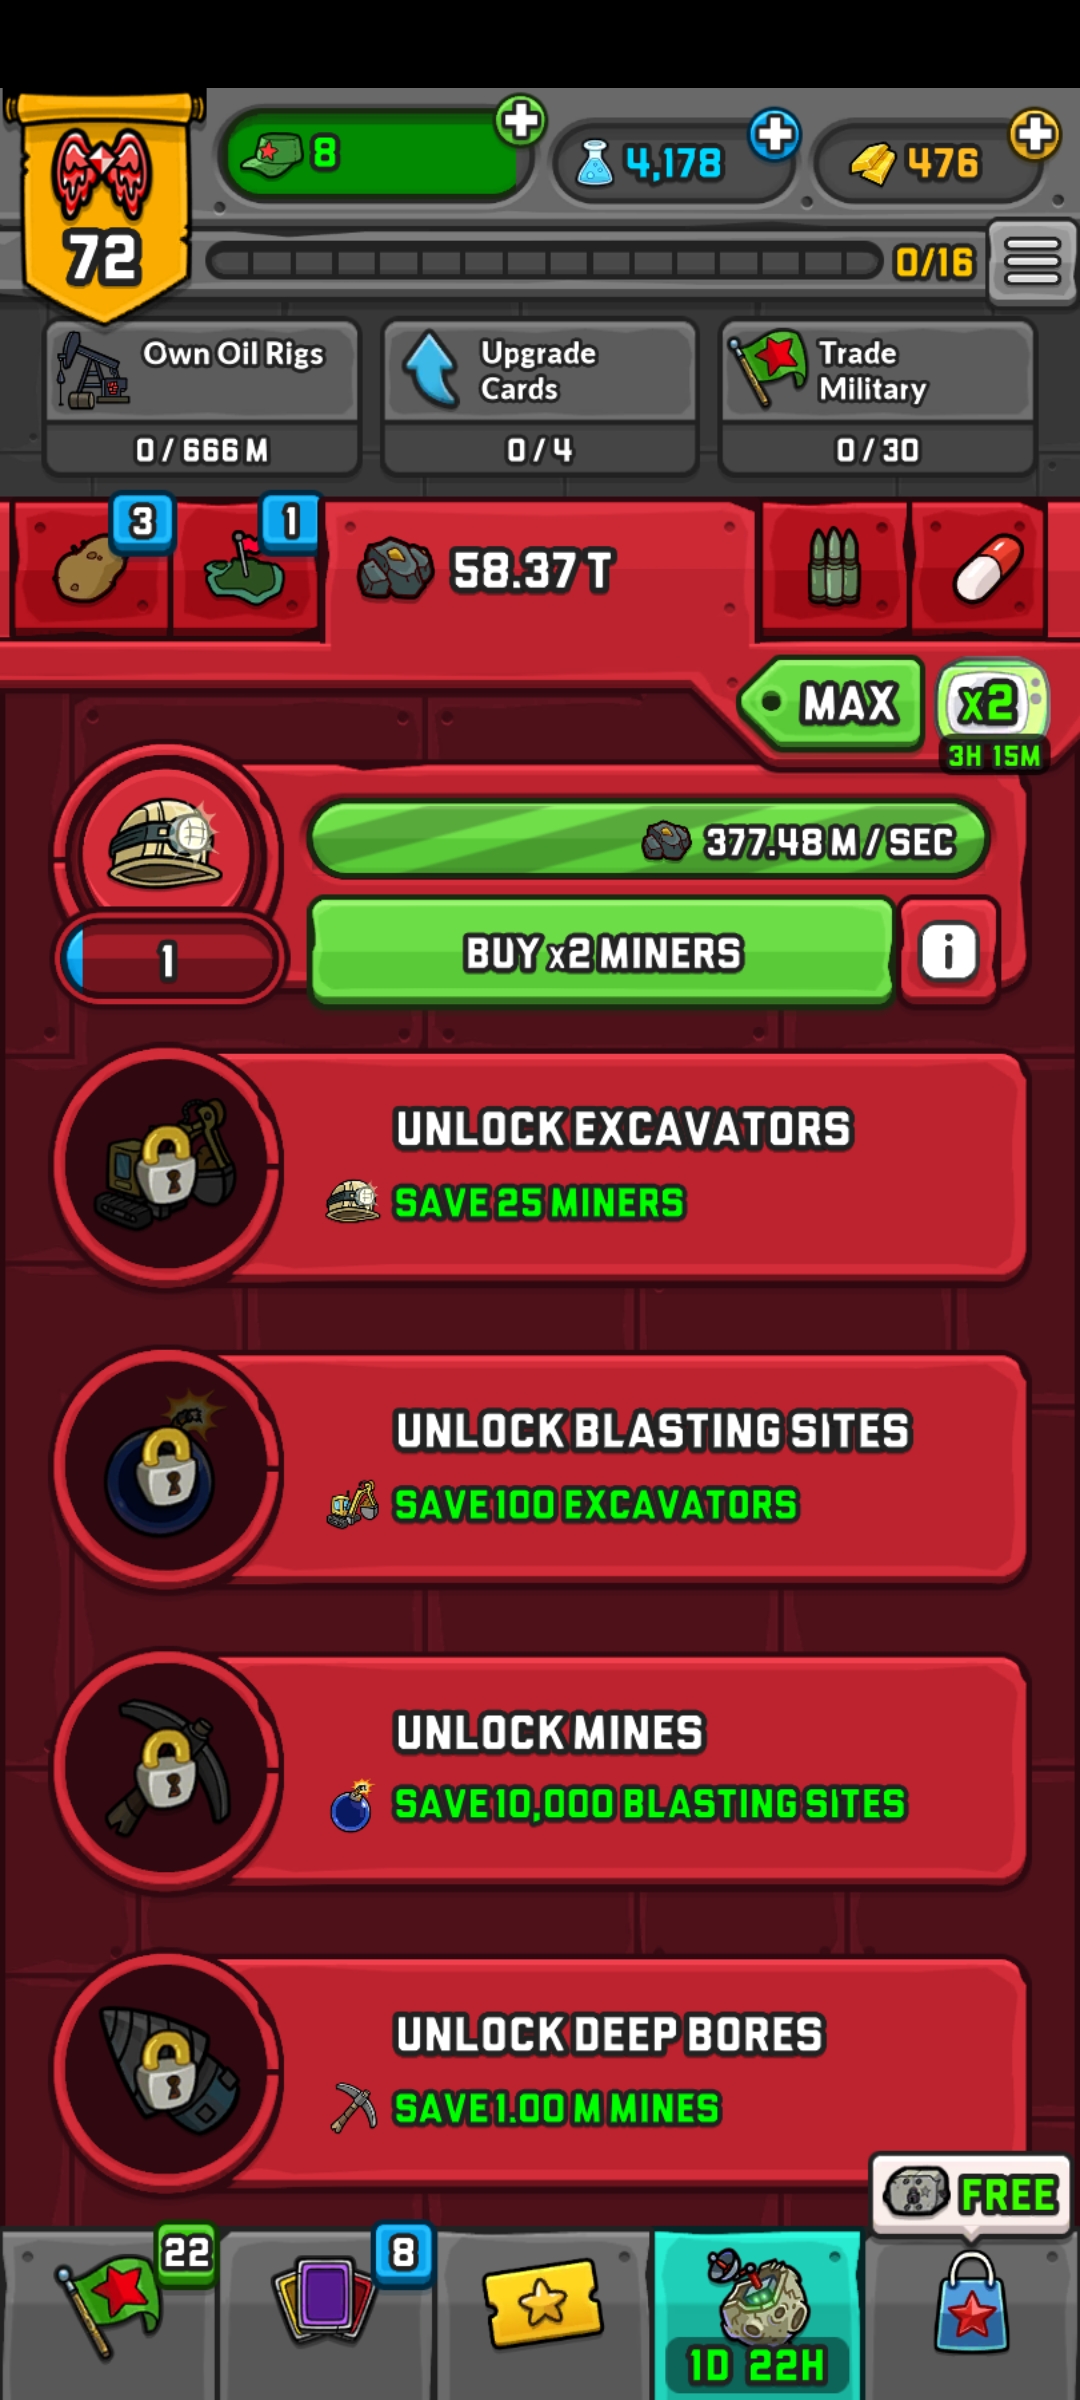 8
4,178
476
72
0/16
Own Oil Rigs
0 / 666 M
Upgrade
Cards
0 / 4
Trade
Military
0 / 30
3
1
58.37 T
MAX
x2
3H 15M
377.48 M / SEC
1
BUY x2 MINERS
i
UNLOCK EXCAVATORS
SAVE 25 MINERS
UNLOCK BLASTING SITES
SAVE 100 EXCAVATORS
UNLOCK MINES
SAVE 10,000 BLASTING SITES
UNLOCK DEEP BORES
SAVE 1.00 M MINES
FREE
22
8
1D 22H